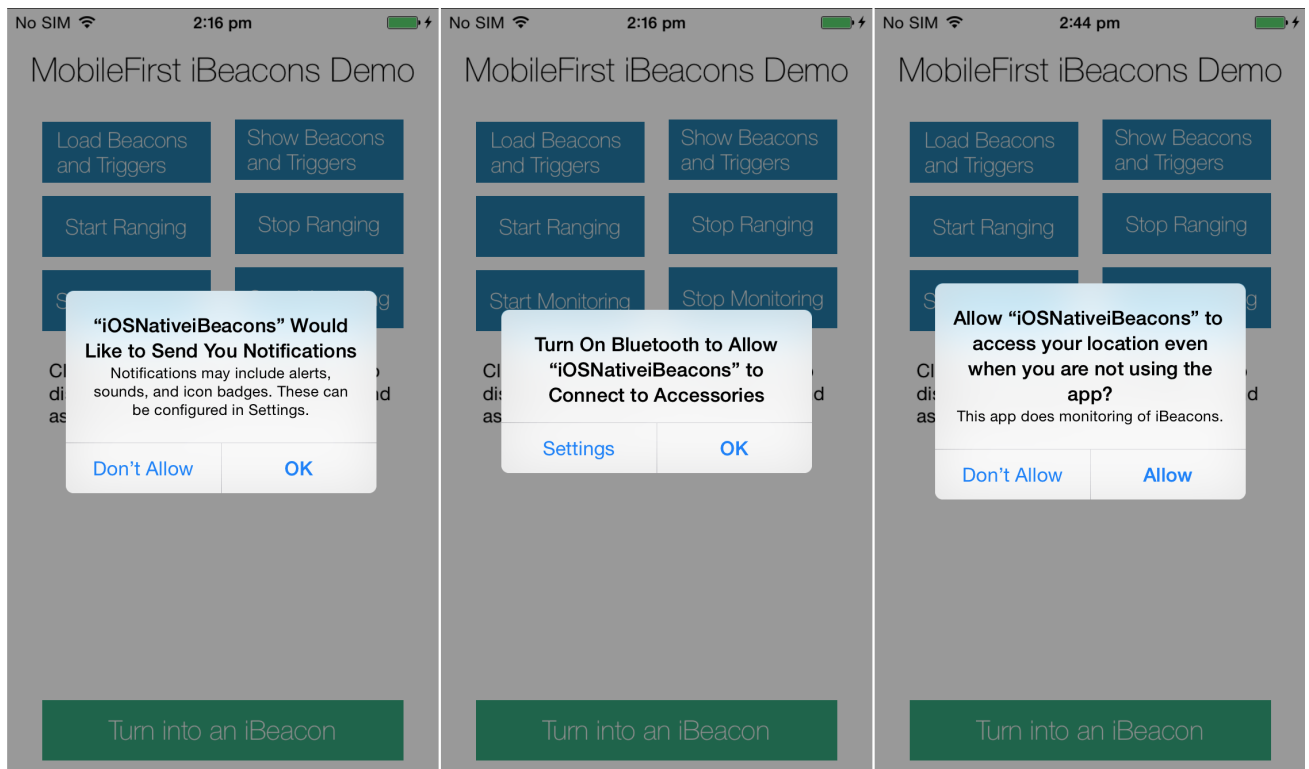 No SIM 2:16 pm
MobileFirst iBeacons Demo
Load Beacons
and Triggers
Show Beacons
and Triggers
Start Ranging
Stop Ranging
“iOSNativeiBeacons” Would
Like to Send You Notifications
Notifications may include alerts,
sounds, and icon badges. These can
be configured in Settings.
Don’t Allow
OK
Turn into an iBeacon
No SIM 2:16 pm
MobileFirst iBeacons Demo
Load Beacons
and Triggers
Show Beacons
and Triggers
Start Ranging
Stop Ranging
Start Monitoring
Stop Monitoring
Turn On Bluetooth to Allow
“iOSNativeiBeacons” to
Connect to Accessories
Settings
OK
Turn into an iBeacon
No SIM 2:44 pm
MobileFirst iBeacons Demo
Load Beacons
and Triggers
Show Beacons
and Triggers
Start Ranging
Stop Ranging
Allow “iOSNativeiBeacons” to
access your location even
when you are not using the
app?
This app does monitoring of iBeacons.
Don’t Allow
Allow
Turn into an iBeacon